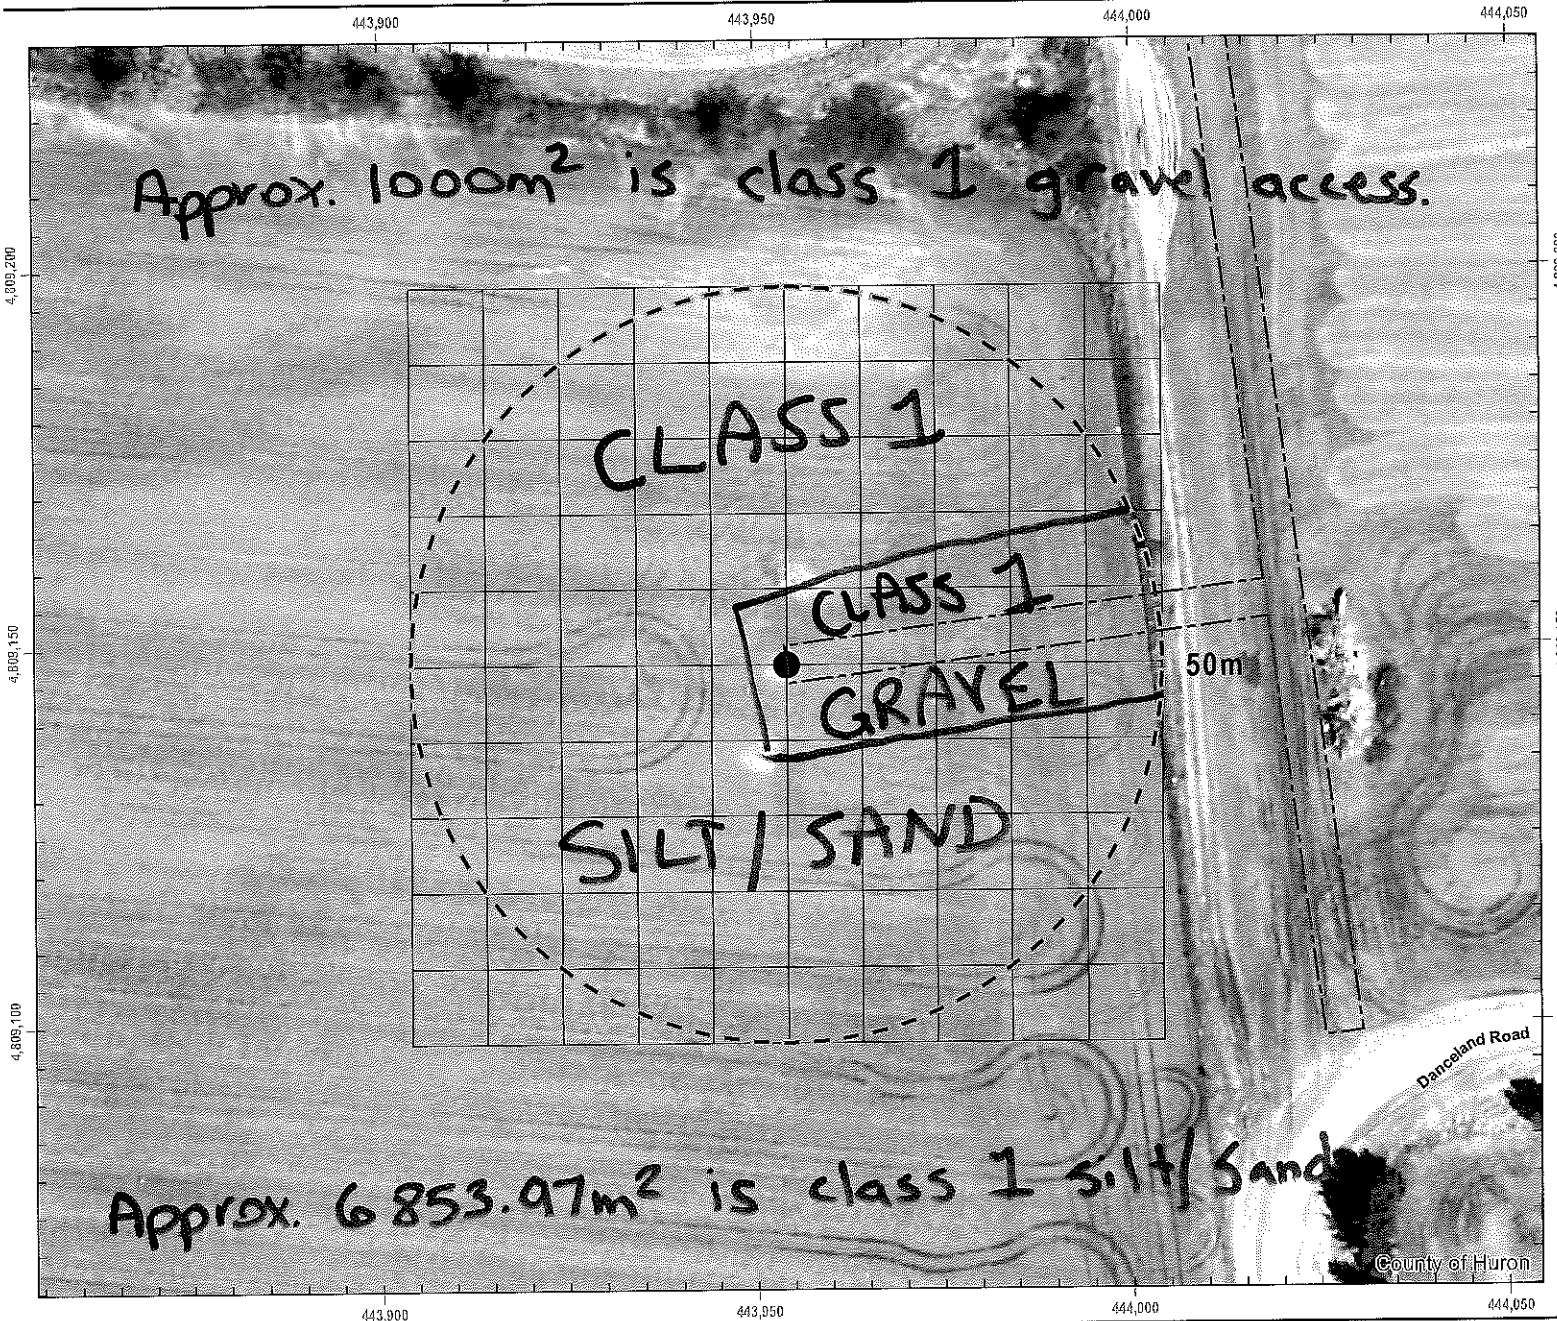 443,900 443,950 444,000 444,050
Approx. 1000m² is class 1 gravel access.
4,809,200
CLASS 1
CLASS 1
4,809,150
50m
GRAVEL
SILT / SAND
4,809,100
Danceland Road
Approx. 6853.97m² is class 1 silt/Sand
County of Huron
443,900 443,950 444,000 444,050